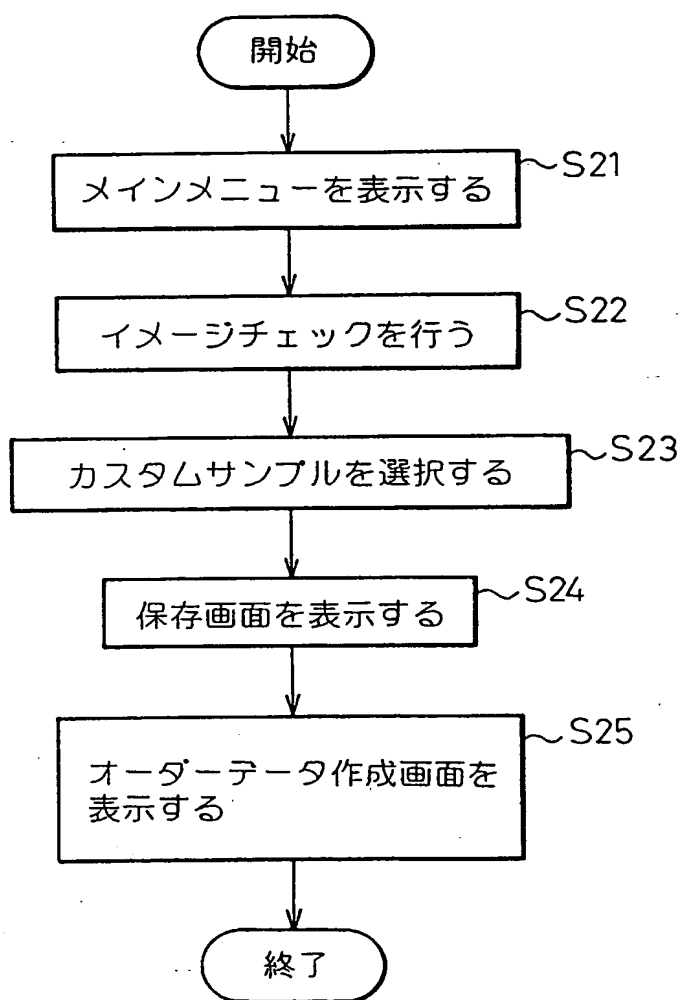 開始
メインメニューを表示する
S21
イメージチェックを行う
S22
カスタムサンプルを選択する
S23
保存画面を表示する
S24
オーダーデータ作成画面を
表示する
S25
終了